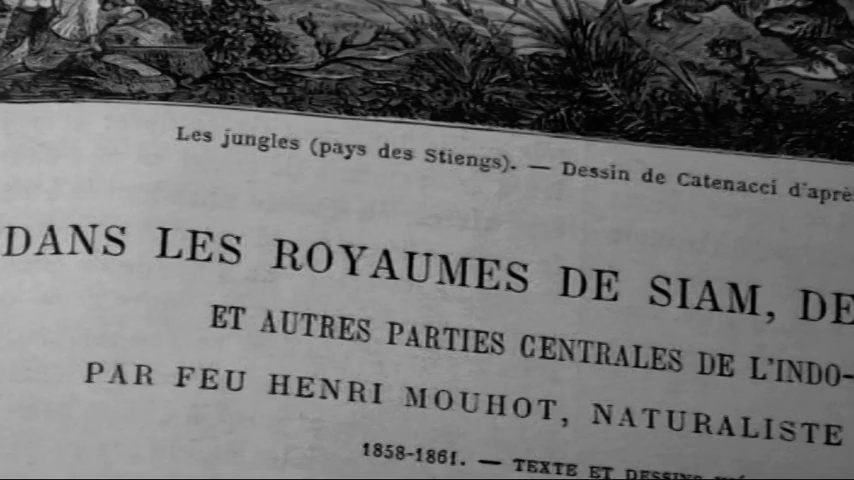 Les jungles (pays des Stiengs). — Dessin de Catenacci d'aprè
DANS LES ROYAUMES DE SIAM, DE
ET AUTRES PARTIES CENTRALES DE L'INDO-
PAR FEU HENRI MOUHOT, NATURALISTE
1858-1861. — TEXTE ET DESSINS